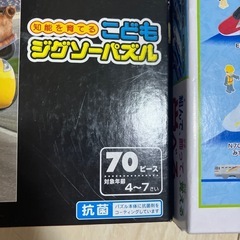 知能を育てる こども
ジグソーパズル
70ピース
対象年齢
4～7さい
抗菌
パズル本体に抗菌剤を
コーティングしています